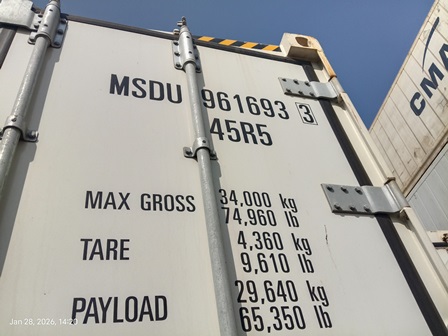 MSDU 961693 3
45R5
MAX GROSS 34,000 kg
74,960 lb
TARE 4,360 kg
9,610 lb
PAYLOAD 29,640 kg
65,350 lb
CMA
Jan 28, 2026, 14:20